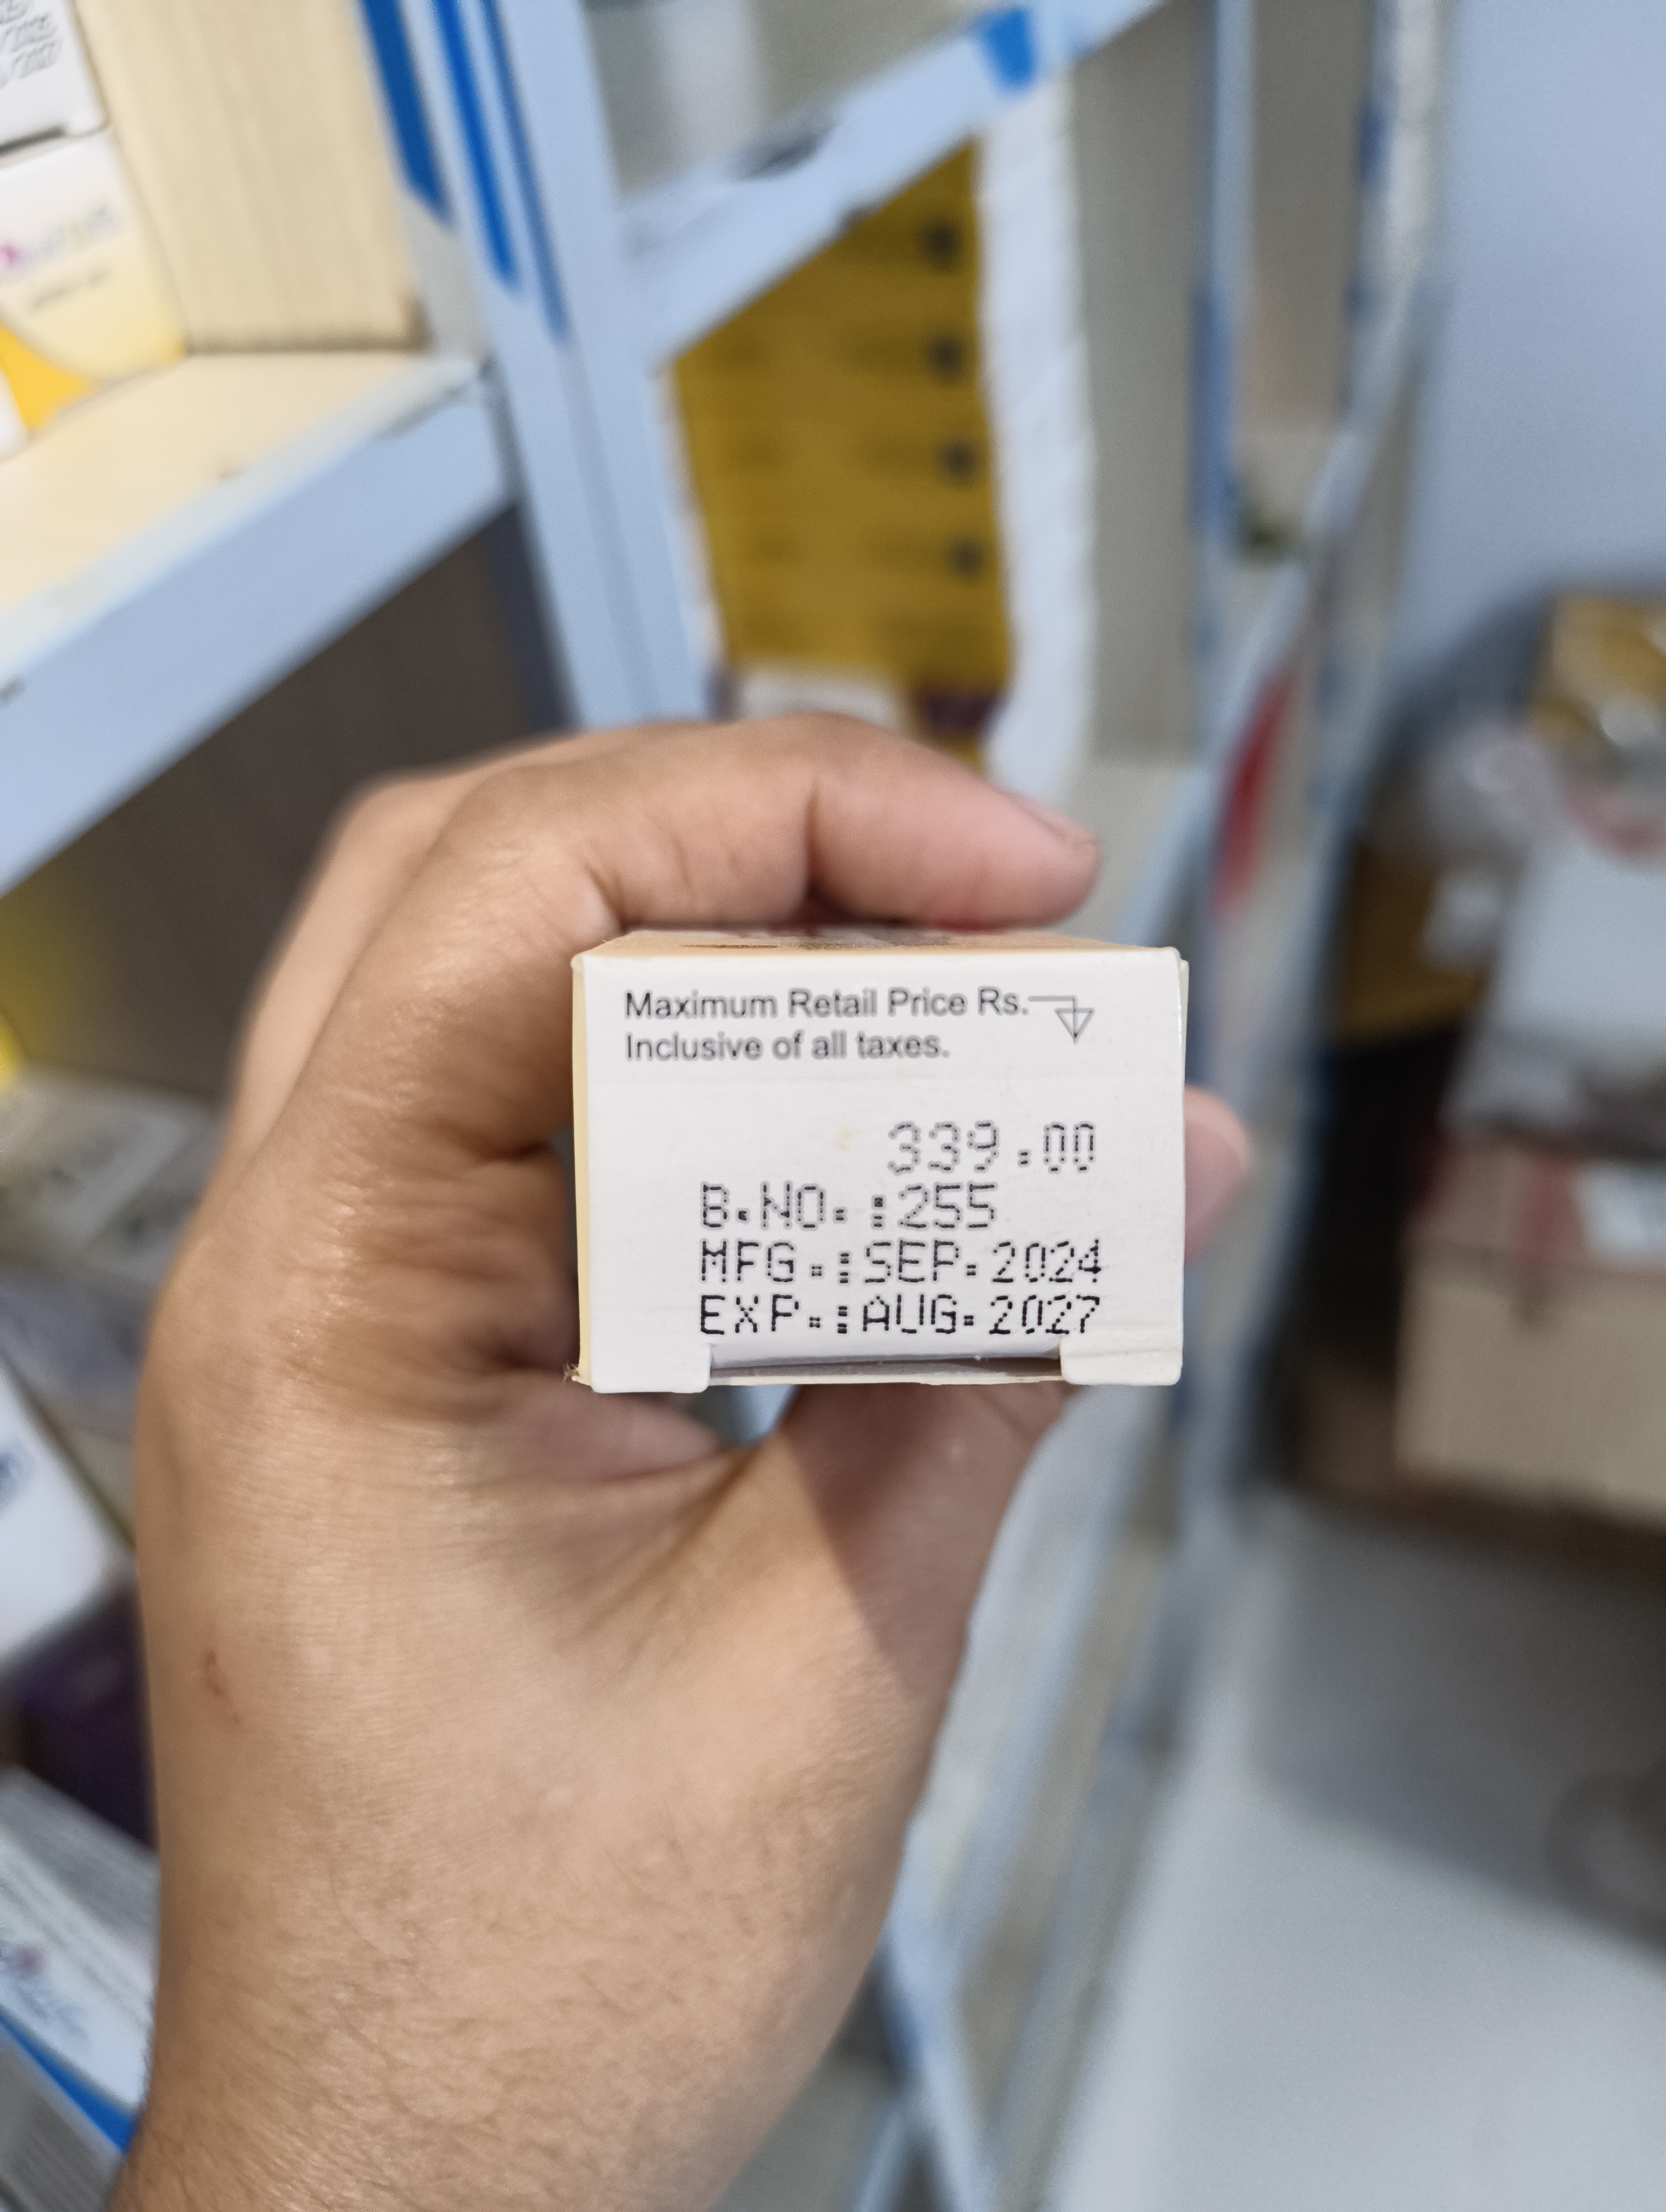 Maximum Retail Price Rs.
Inclusive of all taxes.
339.00
B.NO. :255
MFG.:SEP.2024
EXP.:AUG.2027